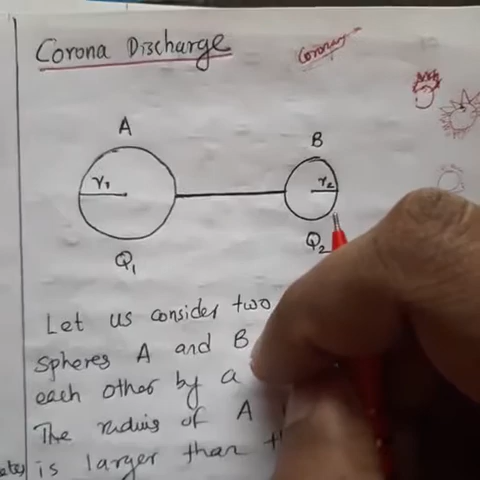 Corona Discharge
Corona
A
B
r₁
r₂
Q₁
Q₂
Let us consider two
spheres A and B
each other by a
The radius of A
is larger than